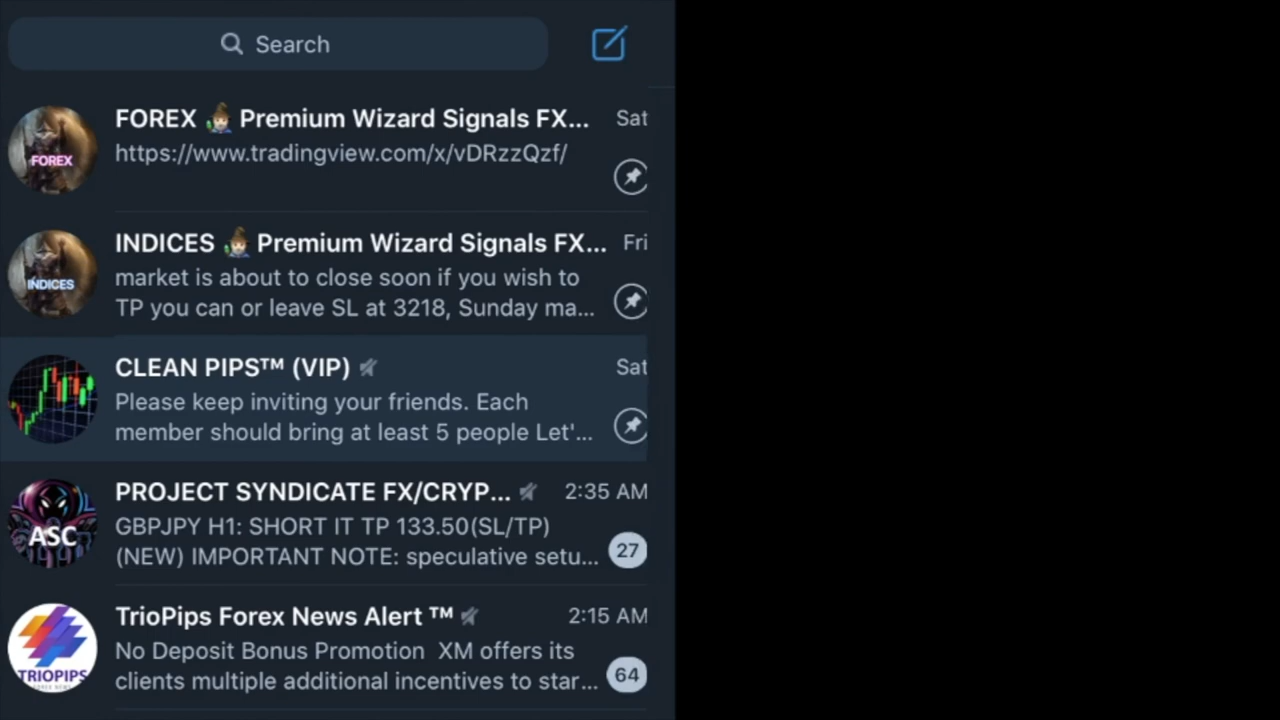 Search
FOREX 🧙🏼‍♂️ Premium Wizard Signals FX... Sat
https://www.tradingview.com/x/vDRzzQzf/
FOREX
INDICES 🧙🏼‍♂️ Premium Wizard Signals FX... Fri
market is about to close soon if you wish to
TP you can or leave SL at 3218, Sunday ma...
INDICES
CLEAN PIPS™ (VIP) Sat
Please keep inviting your friends. Each
member should bring at least 5 people Let'...
PROJECT SYNDICATE FX/CRYP... 2:35 AM
GBPJPY H1: SHORT IT TP 133.50(SL/TP)
(NEW) IMPORTANT NOTE: speculative setu... 27
ASC
TrioPips Forex News Alert ™ 2:15 AM
No Deposit Bonus Promotion XM offers its
clients multiple additional incentives to star... 64
TRIOPIPS
FOREX NEWS